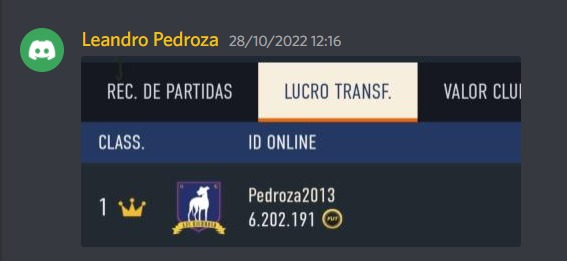 Leandro Pedroza 28/10/2022 12:16
REC. DE PARTIDAS LUCRO TRANSF. VALOR CLU
CLASS. ID ONLINE
1 Pedroza2013
6.202.191